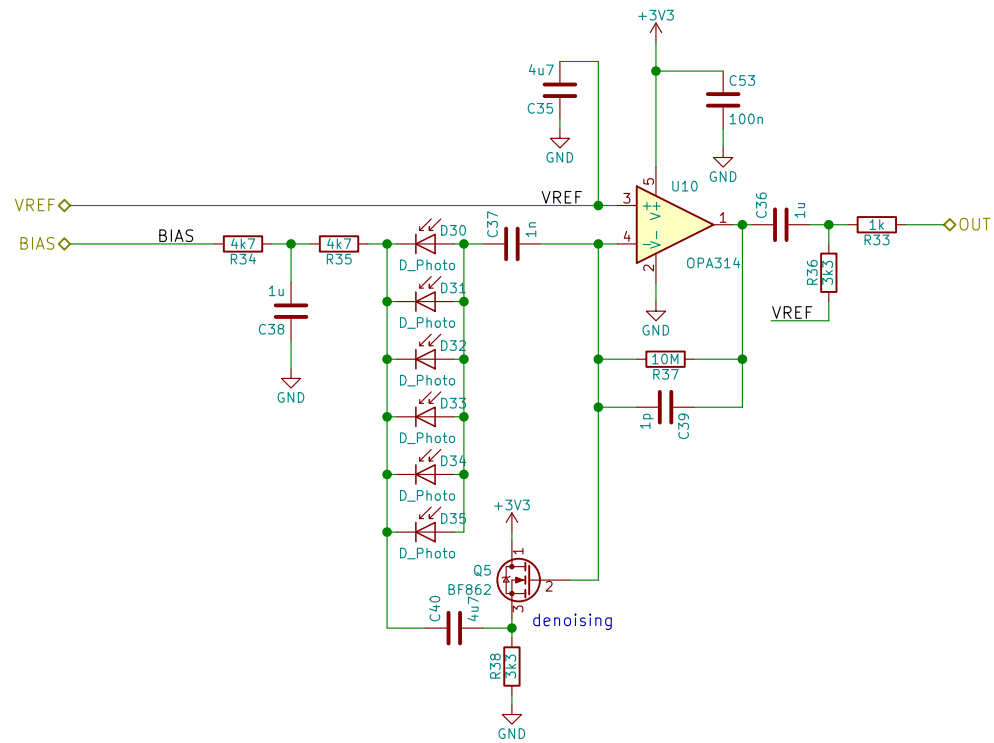 +3V3
4u7
C35
GND
C53
100n
GND
VREF
VREF
3
5
U10
++
V+
1
C36
1u
1k
R33
OUT
BIAS
BIAS
4k7
R34
4k7
R35
D30
D_Photo
C37
1n
4
V-
2
OPA314
GND
R36
3k3
VREF
1u
C38
GND
D31
D_Photo
D32
D_Photo
10M
R37
D33
D_Photo
1p
C39
D34
D_Photo
D35
D_Photo
+3V3
1
Q5
BF862
2
3
denoising
C40
4u7
R38
3k3
GND